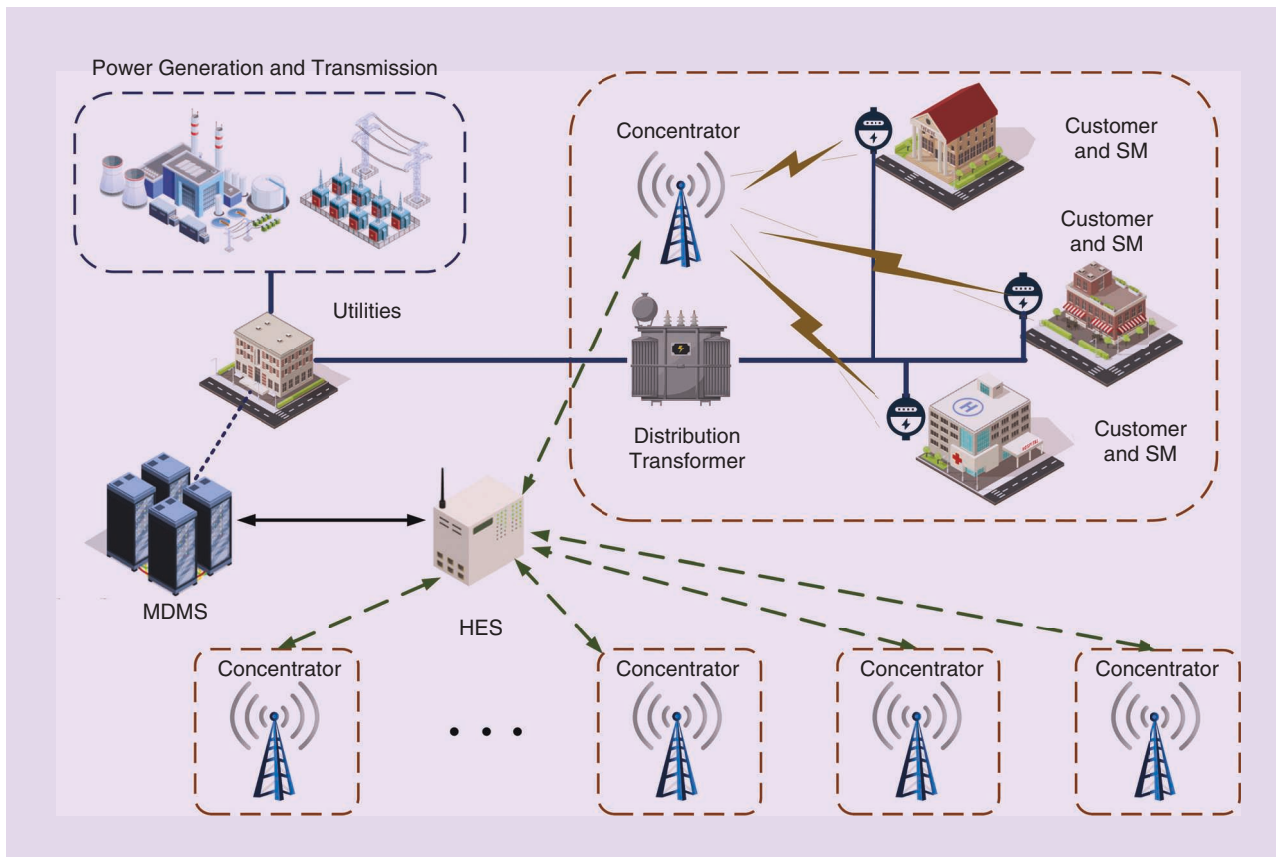 Power Generation and Transmission
Concentrator
Customer
and SM
Customer
and SM
Utilities
Distribution
Transformer
Customer
and SM
MDMS
HES
Concentrator
Concentrator
Concentrator
Concentrator